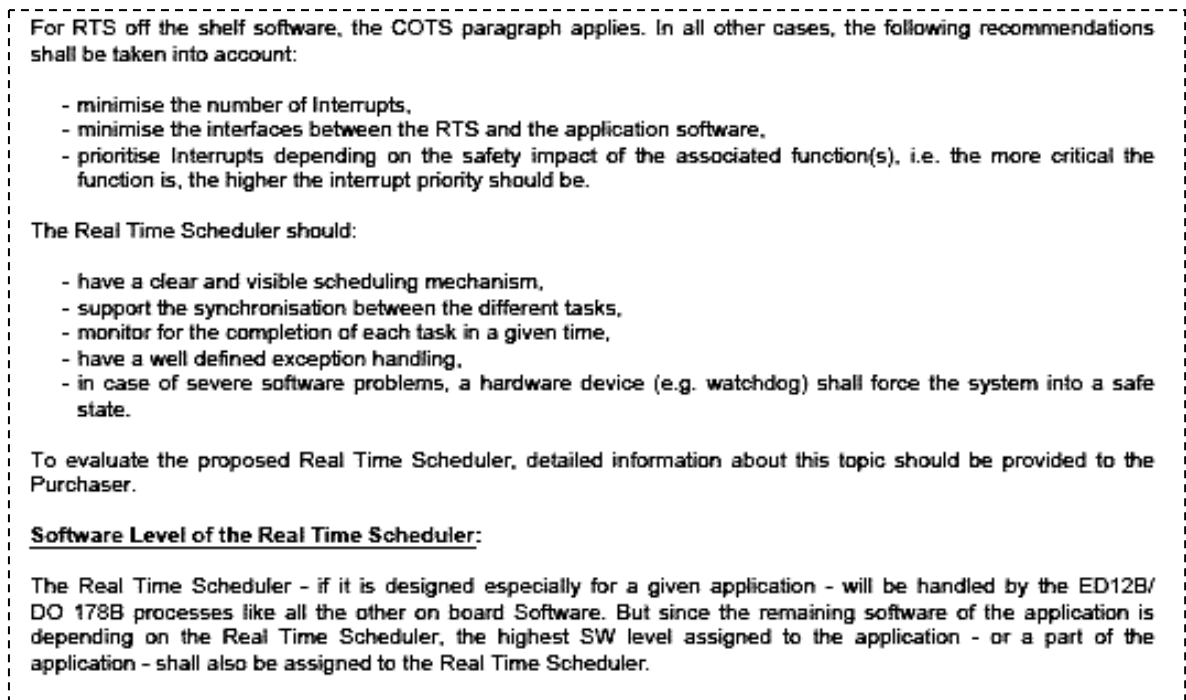 For RTS off the shelf software, the COTS paragraph applies. In all other cases, the following recommendations
shall be taken into account:
- minimise the number of Interrupts,
- minimise the interfaces between the RTS and the application software,
- prioritise Interrupts depending on the safety impact of the associated function(s), i.e. the more critical the
function is, the higher the interrupt priority should be.
The Real Time Scheduler should:
- have a clear and visible scheduling mechanism,
- support the synchronisation between the different tasks,
- monitor for the completion of each task in a given time,
- have a well defined exception handling,
- in case of severe software problems, a hardware device (e.g. watchdog) shall force the system into a safe
state.
To evaluate the proposed Real Time Scheduler, detailed information about this topic should be provided to the
Purchaser.
Software Level of the Real Time Scheduler:
The Real Time Scheduler - if it is designed especially for a given application - will be handled by the ED12B/
DO 178B processes like all the other on board Software. But since the remaining software of the application is
depending on the Real Time Scheduler, the highest SW level assigned to the application - or a part of the
application - shall also be assigned to the Real Time Scheduler.